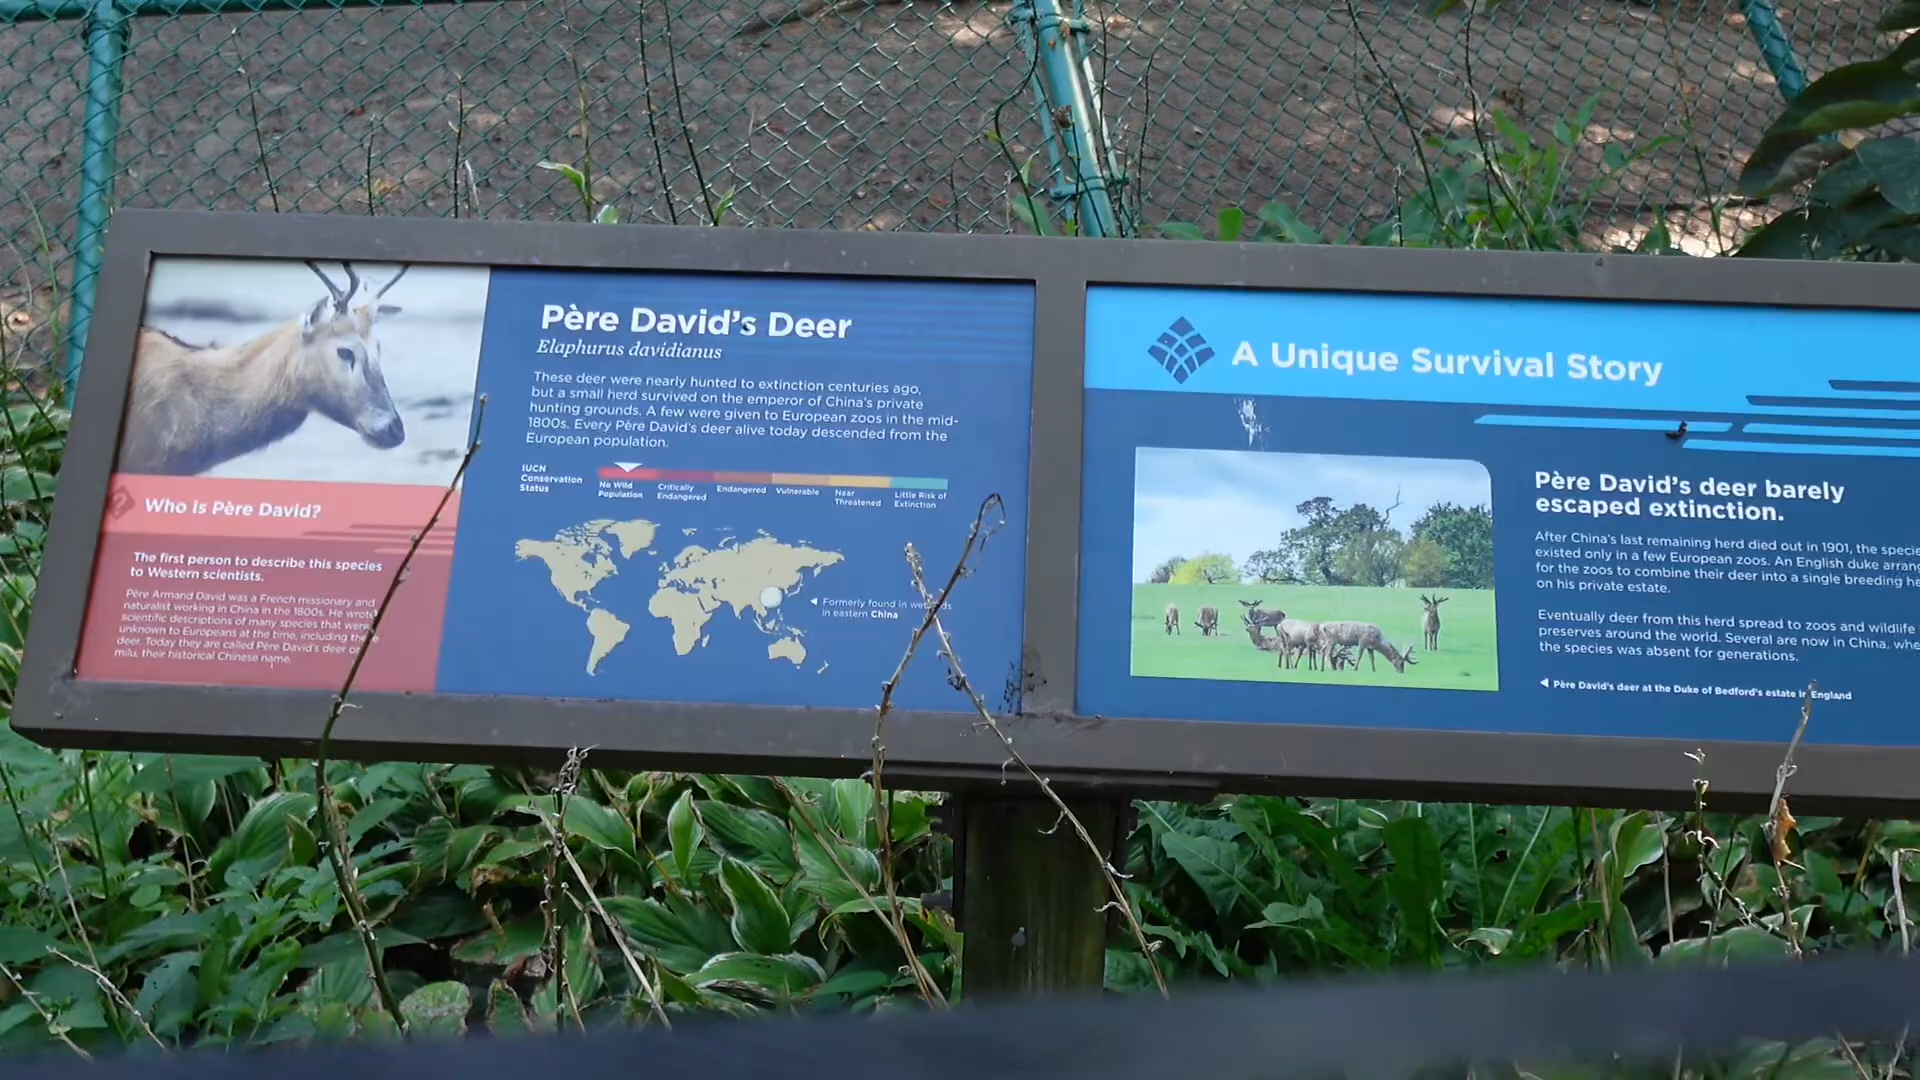 Père David's Deer
Elaphurus davidianus
These deer were nearly hunted to extinction centuries ago,
but a small herd survived on the emperor of China's private
hunting grounds. A few were given to European zoos in the mid-
1800s. Every Père David's deer alive today descended from the
European population.
IUCN
Conservation
Status
No Wild
Population
Critically
Endangered
Endangered
Vulnerable
Near
Threatened
Little Risk of
Extinction
Formerly found in wetlands
in eastern China
Who Is Père David?
The first person to describe this species
to Western scientists.
Père Armand David was a French missionary and
naturalist working in China in the 1800s. He wrote
scientific descriptions of many species that were
unknown to Europeans at the time, including these
deer. Today they are called Père David's deer or
milu, their historical Chinese name.
A Unique Survival Story
Père David's deer barely
escaped extinction.
After China's last remaining herd died out in 1901, the specie
existed only in a few European zoos. An English duke arran
for the zoos to combine their deer into a single breeding he
on his private estate.
Eventually deer from this herd spread to zoos and wildlife
preserves around the world. Several are now in China, whe
the species was absent for generations.
Père David's deer at the Duke of Bedford's estate in England